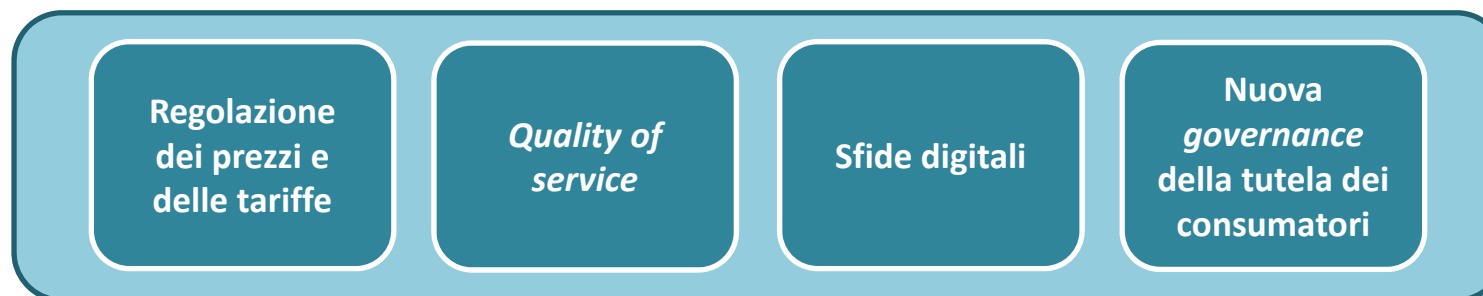 Regolazione
dei prezzi e
delle tariffe
Quality of
service
Sfide digitali
Nuova
governance
della tutela dei
consumatori